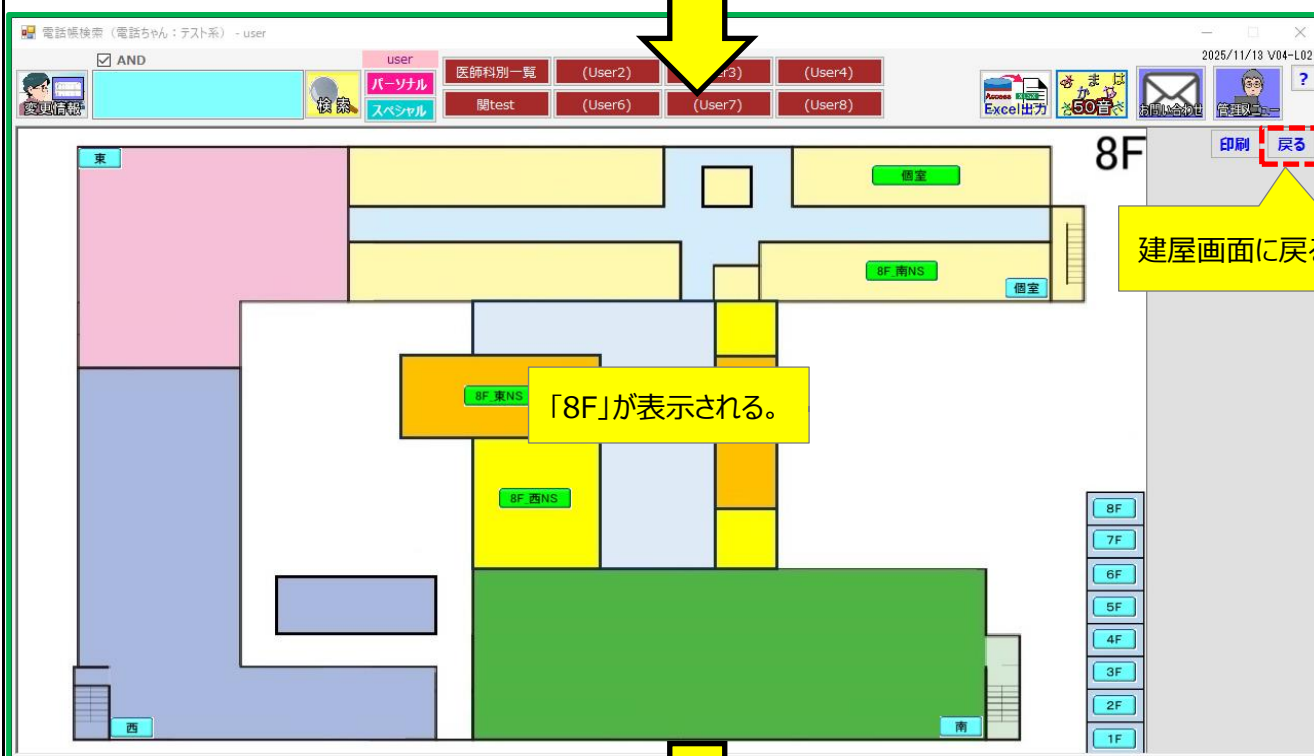 電話帳検索（電話ちゃん：テスト系） - user
AND
user
2025/11/13 V04-L02
変更情報
検索
パーソナル
スペシャル
医師科別一覧
(User2)
(User4)
関test
(User6)
(User7)
(User8)
Access
Excel出力
50音
お問い合わせ
管理メニュー
?
8F
印刷
戻る
東
個室
8F_南NS
個室
建屋画面に戻る
8F_東NS
「8F」が表示される。
8F_西NS
8F
7F
6F
5F
4F
3F
2F
1F
西
南